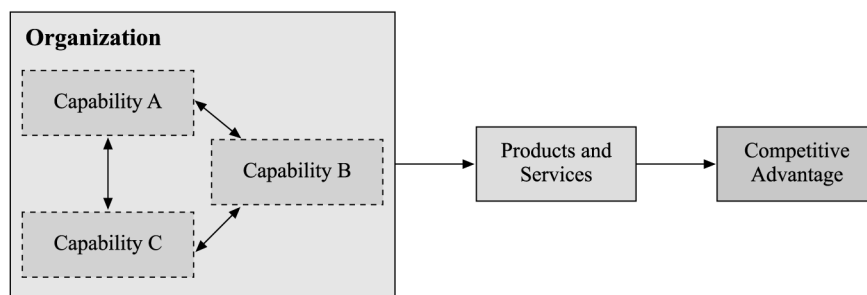 Organization
Capability A
Capability B
Capability C
Products and
Services
Competitive
Advantage